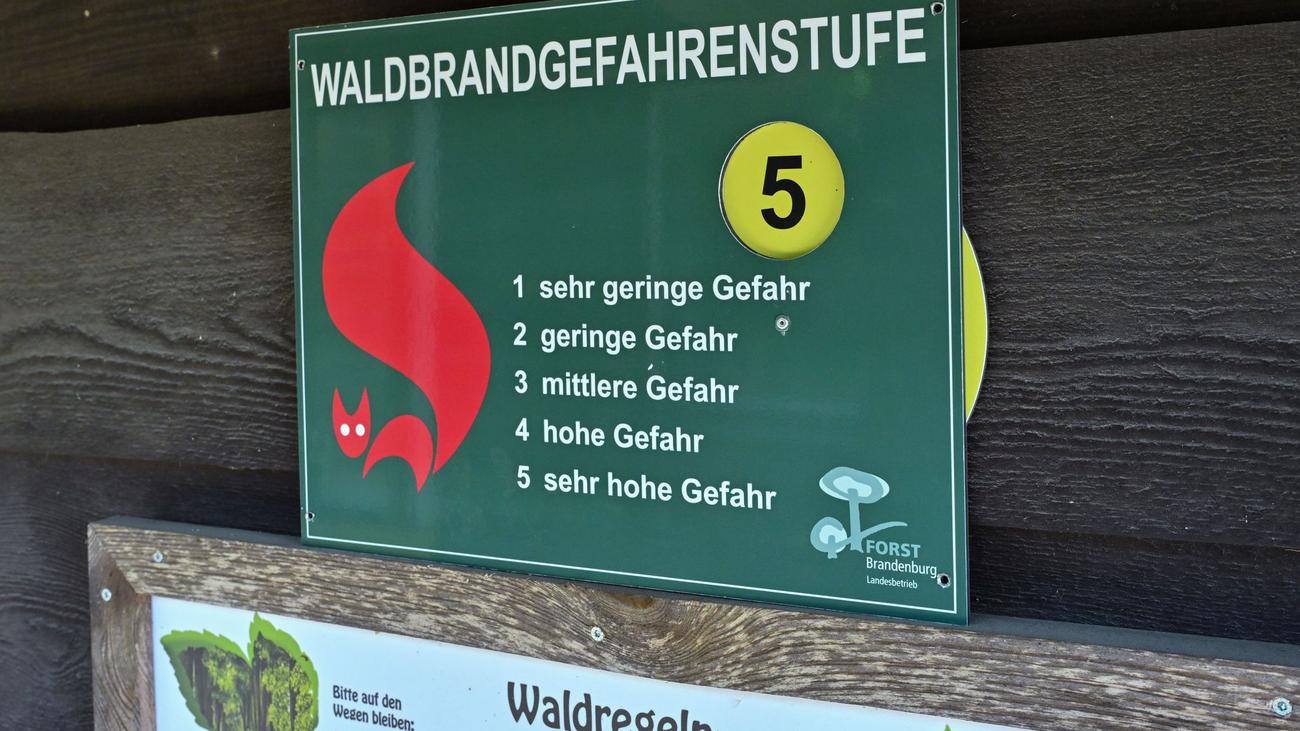 WALDBRANDGEFAHRENSTUFE
5
1 sehr geringe Gefahr
2 geringe Gefahr
3 mittlere Gefahr
4 hohe Gefahr
5 sehr hohe Gefahr
FORST
Brandenburg
Landesbetrieb
Bitte auf den
Wegen bleiben:
Waldregeln